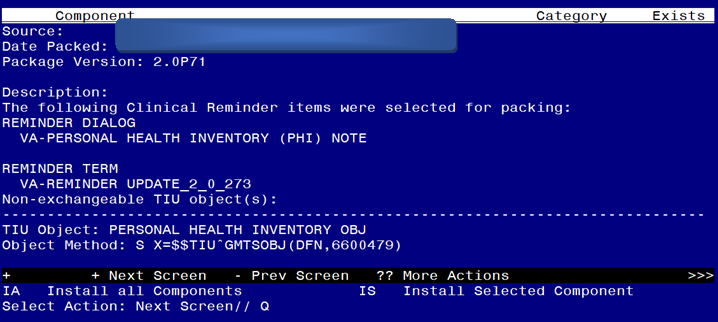 Component Category Exists
Source:
Date Packed:
Package Version: 2.0P71
Description:
The following Clinical Reminder items were selected for packing:
REMINDER DIALOG
VA-PERSONAL HEALTH INVENTORY (PHI) NOTE
REMINDER TERM
VA-REMINDER UPDATE_2_0_273
Non-exchangeable TIU object(s):
------------------------------------------------------------------------------
TIU Object: PERSONAL HEALTH INVENTORY OBJ
Object Method: S X=$$TIU^GMTSOBJ(DFN,6600479)
+ + Next Screen - Prev Screen ?? More Actions >>>
IA Install all Components IS Install Selected Component
Select Action: Next Screen// Q